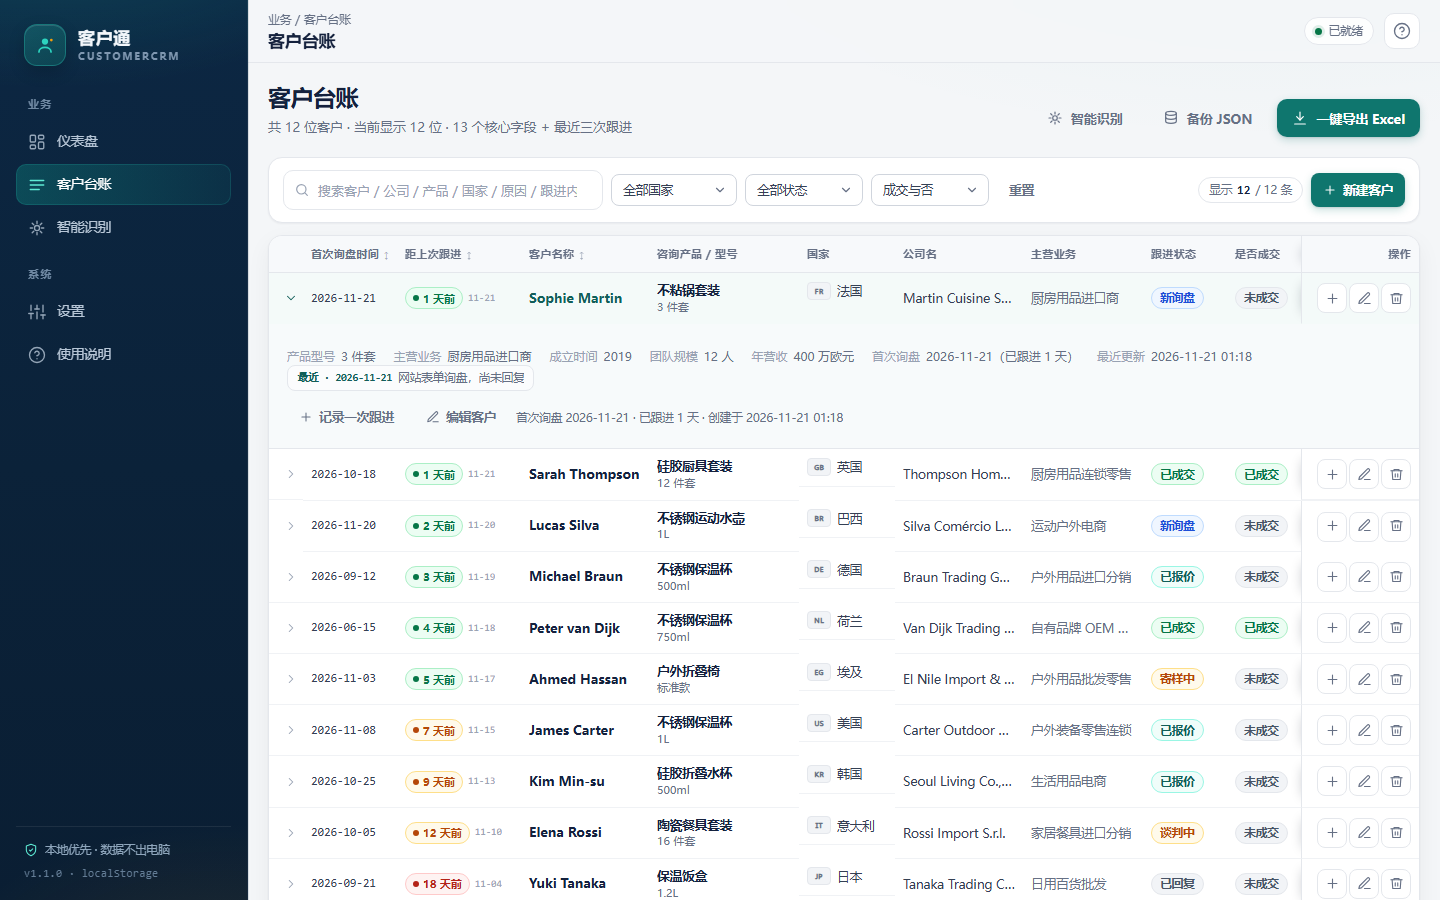 客户通
CUSTOMERCRM
业务
仪表盘
客户台账
智能识别
系统
设置
使用说明
本地优先 · 数据不出电脑
v1.1.0 · localStorage
业务 / 客户台账
客户台账
已就绪
客户台账
共 12 位客户 · 当前显示 12 位 · 13 个核心字段 + 最近三次跟进
智能识别
备份 JSON
一键导出 Excel
搜索客户 / 公司 / 产品 / 国家 / 原因 / 跟进内
全部国家
全部状态
成交与否
重置
显示 12 / 12 条
新建客户
首次询盘时间 ↕ 距上次跟进 ↕ 客户名称 ↕ 咨询产品 / 型号 国家 公司名 主营业务 跟进状态 是否成交 操作
2026-11-21 1 天前 11-21 Sophie Martin 不粘锅套装 FR 法国 Martin Cuisine S... 厨房用品进口商 新询盘 未成交
3 件套
产品型号 3 件套 主营业务 厨房用品进口商 成立时间 2019 团队规模 12 人 年营收 400 万欧元 首次询盘 2026-11-21（已跟进 1 天） 最近更新 2026-11-21 01:18
最近 · 2026-11-21 网站表单询盘，尚未回复
记录一次跟进 编辑客户 首次询盘 2026-11-21 · 已跟进 1 天 · 创建于 2026-11-21 01:18
2026-10-18 1 天前 11-21 Sarah Thompson 硅胶厨具套装 GB 英国 Thompson Hom... 厨房用品连锁零售 已成交 已成交
12 件套
2026-11-20 2 天前 11-20 Lucas Silva 不锈钢运动水壶 BR 巴西 Silva Comércio L... 运动户外电商 新询盘 未成交
1L
2026-09-12 3 天前 11-19 Michael Braun 不锈钢保温杯 DE 德国 Braun Trading G... 户外用品进口分销 已报价 未成交
500ml
2026-06-15 4 天前 11-18 Peter van Dijk 不锈钢保温杯 NL 荷兰 Van Dijk Trading ... 自有品牌 OEM ... 已成交 已成交
750ml
2026-11-03 5 天前 11-17 Ahmed Hassan 户外折叠椅 EG 埃及 El Nile Import & ... 户外用品批发零售 寄样中 未成交
标准款
2026-11-08 7 天前 11-15 James Carter 不锈钢保温杯 US 美国 Carter Outdoor ... 户外装备零售连锁 已报价 未成交
1L
2026-10-25 9 天前 11-13 Kim Min-su 硅胶折叠水杯 KR 韩国 Seoul Living Co.,... 生活用品电商 已报价 未成交
500ml
2026-10-05 12 天前 11-10 Elena Rossi 陶瓷餐具套装 IT 意大利 Rossi Import S.r.l. 家居餐具进口分销 谈判中 未成交
16 件套
2026-09-21 18 天前 11-04 Yuki Tanaka 保温饭盒 JP 日本 Tanaka Trading C... 日用百货批发 已回复 未成交
1.2L